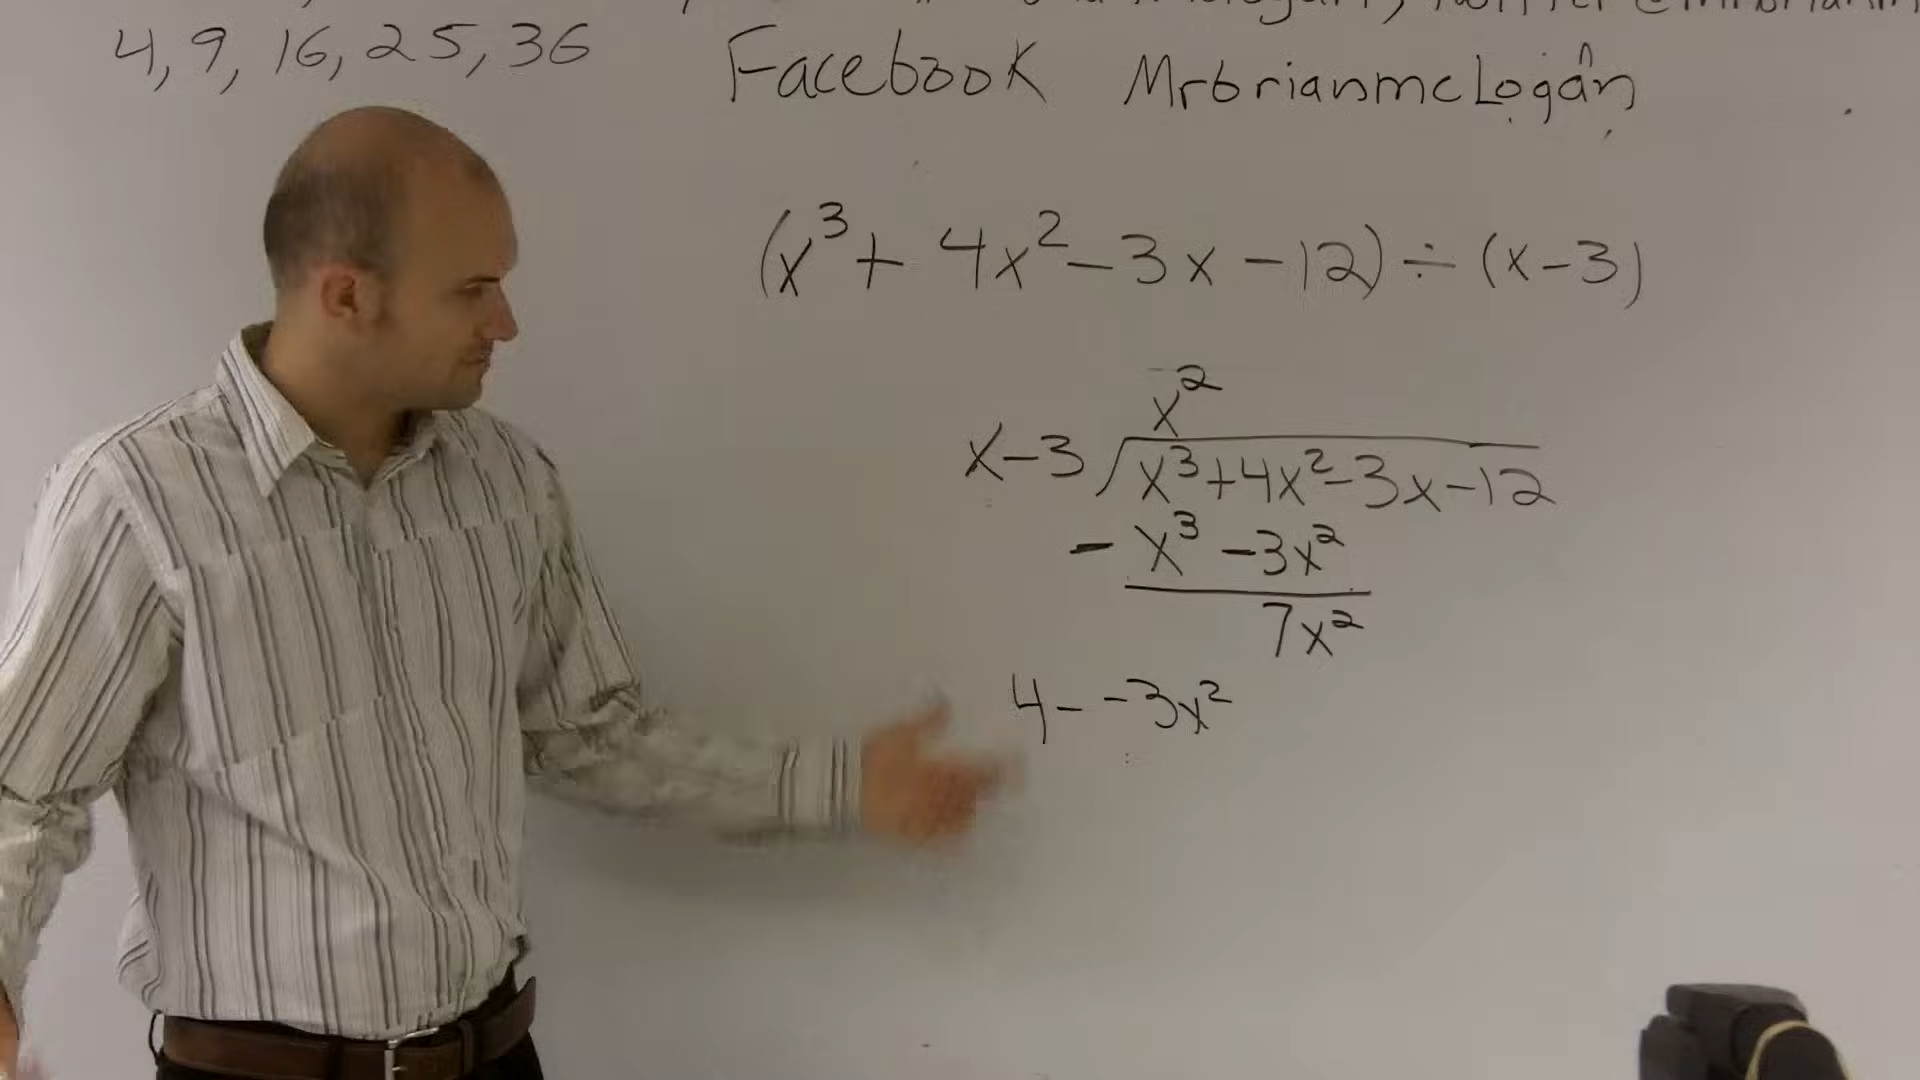 4, 9, 16, 25, 36
Facebook Mrbrianmclogan
(x³ + 4x² - 3x - 12) ÷ (x - 3)
x²
x - 3 x³ + 4x² - 3x - 12
- x³ - 3x²
7x²
4 - -3x²